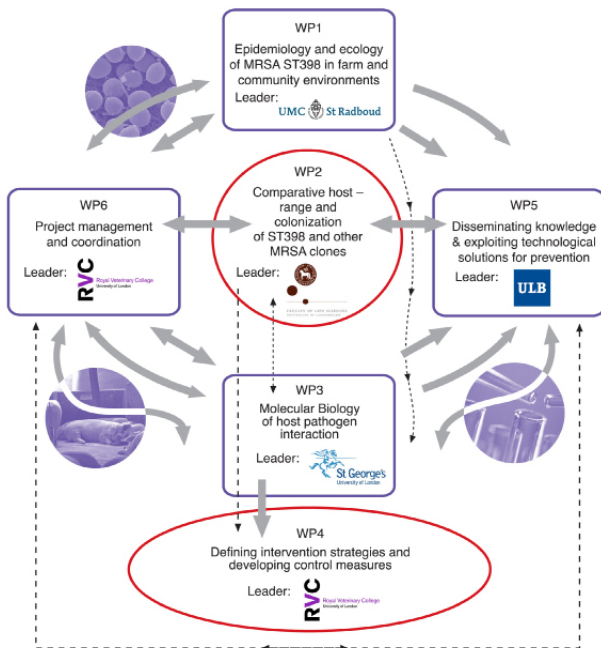 WP1
Epidemiology and ecology
of MRSA ST398 in farm and
community environments
Leader:
UMC St Radboud
WP2
Comparative host –
range and
colonization
of ST398 and other
MRSA clones
Leader:
WP6
Project management
and coordination
Leader:
RVC
Royal Veterinary College
University of London
WP5
Disseminating knowledge
& exploiting technological
solutions for prevention
Leader:
ULB
WP3
Molecular Biology
of host pathogen
interaction
Leader:
St George's
University of London
WP4
Defining intervention strategies and
developing control measures
Leader:
RVC
Royal Veterinary College
University of London